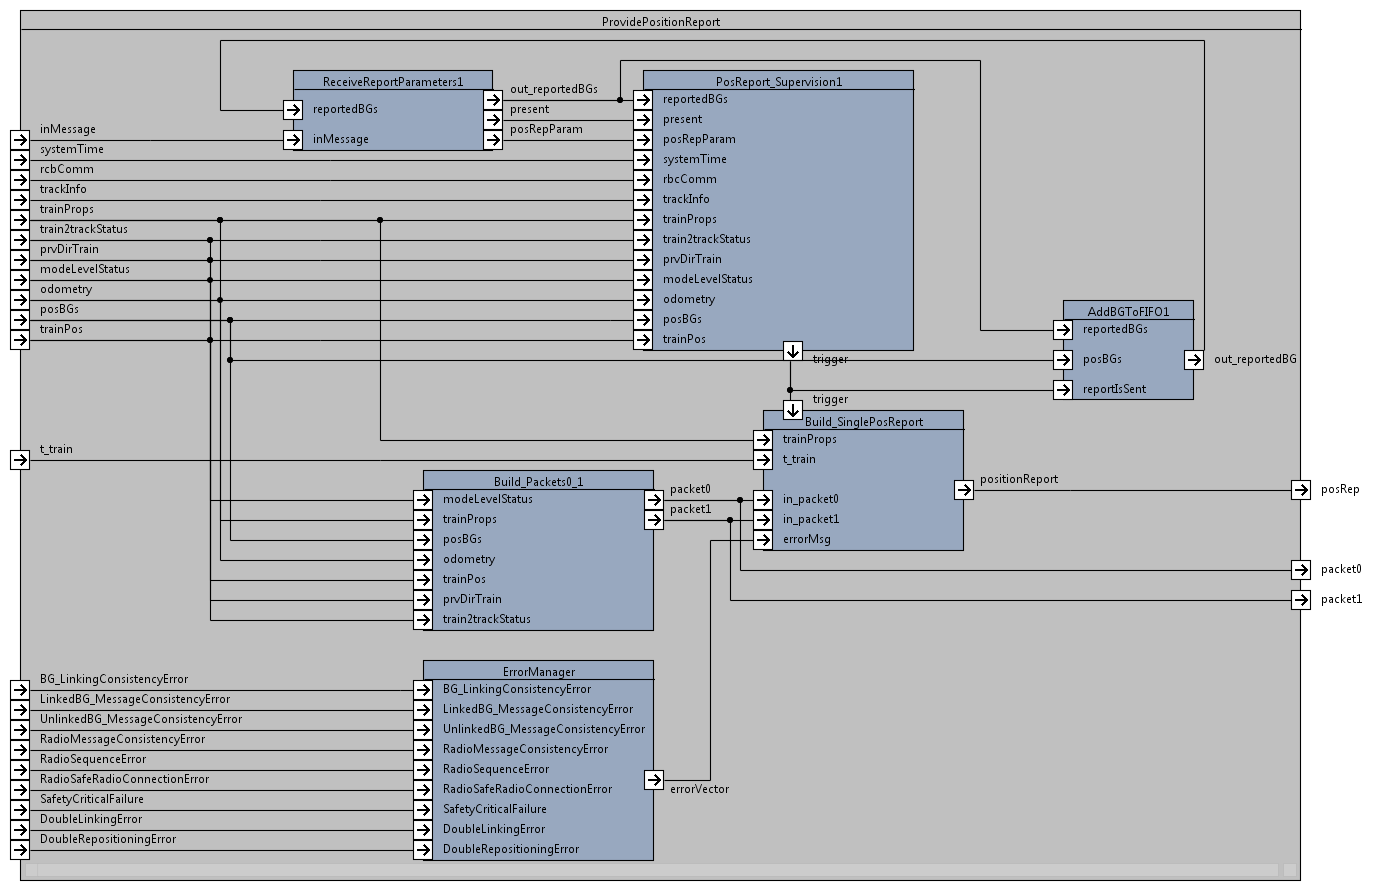 ProvidePositionReport
ReceiveReportParameters1
reportedBGs
inMessage
out_reportedBGs
present
posRepParam
PosReport_Supervision1
reportedBGs
present
posRepParam
systemTime
rbcComm
trackInfo
trainProps
train2trackStatus
prvDirTrain
modeLevelStatus
odometry
posBGs
trainPos
trigger
inMessage
systemTime
rcbComm
trackInfo
trainProps
train2trackStatus
prvDirTrain
modeLevelStatus
odometry
posBGs
trainPos
AddBGToFIFO1
reportedBGs
posBGs
reportIsSent
out_reportedBG
trigger
Build_SinglePosReport
trainProps
t_train
in_packet0
in_packet1
errorMsg
positionReport
posRep
packet0
packet1
t_train
Build_Packets0_1
modeLevelStatus
trainProps
posBGs
odometry
trainPos
prvDirTrain
train2trackStatus
packet0
packet1
ErrorManager
BG_LinkingConsistencyError
LinkedBG_MessageConsistencyError
UnlinkedBG_MessageConsistencyError
RadioMessageConsistencyError
RadioSequenceError
RadioSafeRadioConnectionError
SafetyCriticalFailure
DoubleLinkingError
DoubleRepositioningError
errorVector
BG_LinkingConsistencyError
LinkedBG_MessageConsistencyError
UnlinkedBG_MessageConsistencyError
RadioMessageConsistencyError
RadioSequenceError
RadioSafeRadioConnectionError
SafetyCriticalFailure
DoubleLinkingError
DoubleRepositioningError